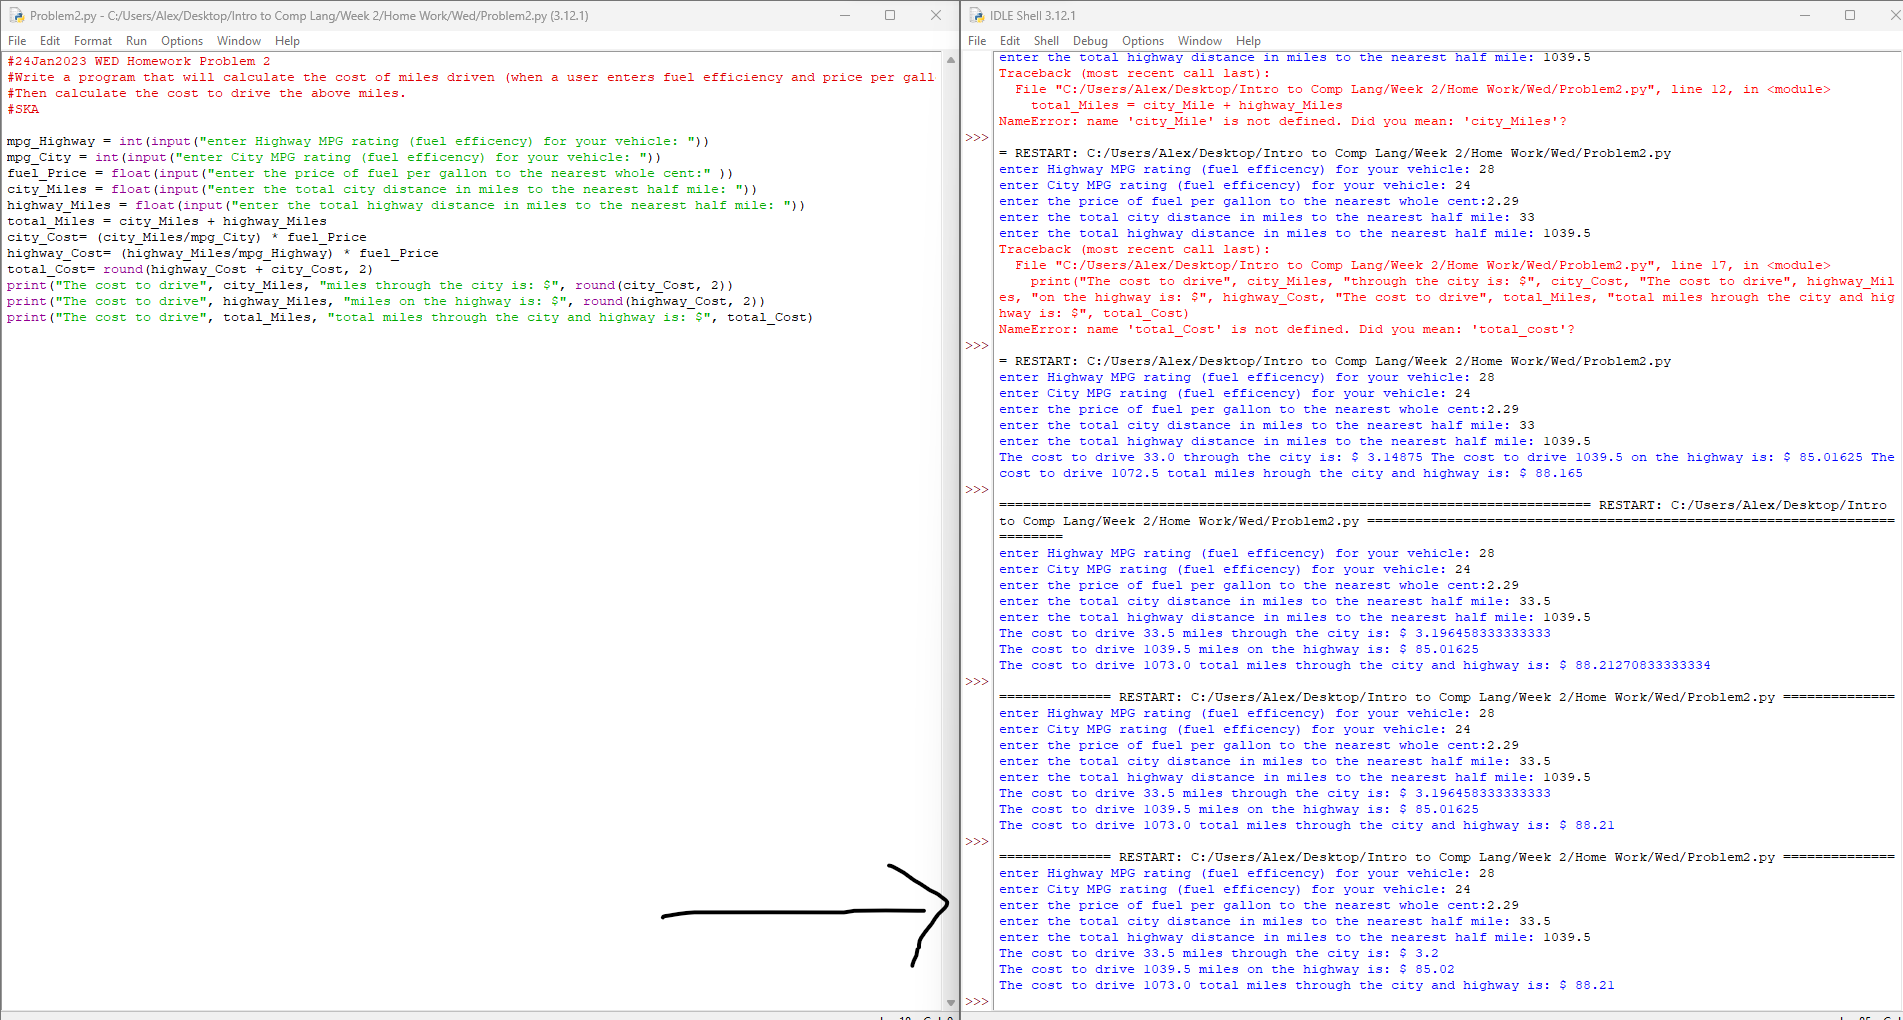 Problem2.py - C:/Users/Alex/Desktop/Intro to Comp Lang/Week 2/Home Work/Wed/Problem2.py (3.12.1)
File Edit Format Run Options Window Help
#24Jan2023 WED Homework Problem 2
#Write a program that will calculate the cost of miles driven (when a user enters fuel efficiency and price per gall
#Then calculate the cost to drive the above miles.
#SKA
mpg_Highway = int(input("enter Highway MPG rating (fuel efficency) for your vehicle: "))
mpg_City = int(input("enter City MPG rating (fuel efficency) for your vehicle: "))
fuel_Price = float(input("enter the price of fuel per gallon to the nearest whole cent:" ))
city_Miles = float(input("enter the total city distance in miles to the nearest half mile: "))
highway_Miles = float(input("enter the total highway distance in miles to the nearest half mile: "))
total_Miles = city_Miles + highway_Miles
city_Cost= (city_Miles/mpg_City) * fuel_Price
highway_Cost= (highway_Miles/mpg_Highway) * fuel_Price
total_Cost= round(highway_Cost + city_Cost, 2)
print("The cost to drive", city_Miles, "miles through the city is: $", round(city_Cost, 2))
print("The cost to drive", highway_Miles, "miles on the highway is: $", round(highway_Cost, 2))
print("The cost to drive", total_Miles, "total miles through the city and highway is: $", total_Cost)
IDLE Shell 3.12.1
File Edit Shell Debug Options Window Help
enter the total highway distance in miles to the nearest half mile: 1039.5
Traceback (most recent call last):
File "C:/Users/Alex/Desktop/Intro to Comp Lang/Week 2/Home Work/Wed/Problem2.py", line 12, in <module>
total_Miles = city_Mile + highway_Miles
NameError: name 'city_Mile' is not defined. Did you mean: 'city_Miles'?
>>>
= RESTART: C:/Users/Alex/Desktop/Intro to Comp Lang/Week 2/Home Work/Wed/Problem2.py
enter Highway MPG rating (fuel efficency) for your vehicle: 28
enter City MPG rating (fuel efficency) for your vehicle: 24
enter the price of fuel per gallon to the nearest whole cent:2.29
enter the total city distance in miles to the nearest half mile: 33
enter the total highway distance in miles to the nearest half mile: 1039.5
Traceback (most recent call last):
File "C:/Users/Alex/Desktop/Intro to Comp Lang/Week 2/Home Work/Wed/Problem2.py", line 17, in <module>
print("The cost to drive", city_Miles, "through the city is: $", city_Cost, "The cost to drive", highway_Mil
es, "on the highway is: $", highway_Cost, "The cost to drive", total_Miles, "total miles hrough the city and hig
hway is: $", total_Cost)
NameError: name 'total_Cost' is not defined. Did you mean: 'total_cost'?
>>>
= RESTART: C:/Users/Alex/Desktop/Intro to Comp Lang/Week 2/Home Work/Wed/Problem2.py
enter Highway MPG rating (fuel efficency) for your vehicle: 28
enter City MPG rating (fuel efficency) for your vehicle: 24
enter the price of fuel per gallon to the nearest whole cent:2.29
enter the total city distance in miles to the nearest half mile: 33
enter the total highway distance in miles to the nearest half mile: 1039.5
The cost to drive 33.0 through the city is: $ 3.14875 The cost to drive 1039.5 on the highway is: $ 85.01625 The
cost to drive 1072.5 total miles hrough the city and highway is: $ 88.165
>>>
========================================================================== RESTART: C:/Users/Alex/Desktop/Intro
to Comp Lang/Week 2/Home Work/Wed/Problem2.py ==================================================================
========
enter Highway MPG rating (fuel efficency) for your vehicle: 28
enter City MPG rating (fuel efficency) for your vehicle: 24
enter the price of fuel per gallon to the nearest whole cent:2.29
enter the total city distance in miles to the nearest half mile: 33.5
enter the total highway distance in miles to the nearest half mile: 1039.5
The cost to drive 33.5 miles through the city is: $ 3.196458333333333
The cost to drive 1039.5 miles on the highway is: $ 85.01625
The cost to drive 1073.0 total miles through the city and highway is: $ 88.21270833333334
>>>
============== RESTART: C:/Users/Alex/Desktop/Intro to Comp Lang/Week 2/Home Work/Wed/Problem2.py ==============
enter Highway MPG rating (fuel efficency) for your vehicle: 28
enter City MPG rating (fuel efficency) for your vehicle: 24
enter the price of fuel per gallon to the nearest whole cent:2.29
enter the total city distance in miles to the nearest half mile: 33.5
enter the total highway distance in miles to the nearest half mile: 1039.5
The cost to drive 33.5 miles through the city is: $ 3.196458333333333
The cost to drive 1039.5 miles on the highway is: $ 85.01625
The cost to drive 1073.0 total miles through the city and highway is: $ 88.21
>>>
============== RESTART: C:/Users/Alex/Desktop/Intro to Comp Lang/Week 2/Home Work/Wed/Problem2.py ==============
enter Highway MPG rating (fuel efficency) for your vehicle: 28
enter City MPG rating (fuel efficency) for your vehicle: 24
enter the price of fuel per gallon to the nearest whole cent:2.29
enter the total city distance in miles to the nearest half mile: 33.5
enter the total highway distance in miles to the nearest half mile: 1039.5
The cost to drive 33.5 miles through the city is: $ 3.2
The cost to drive 1039.5 miles on the highway is: $ 85.02
The cost to drive 1073.0 total miles through the city and highway is: $ 88.21
>>>